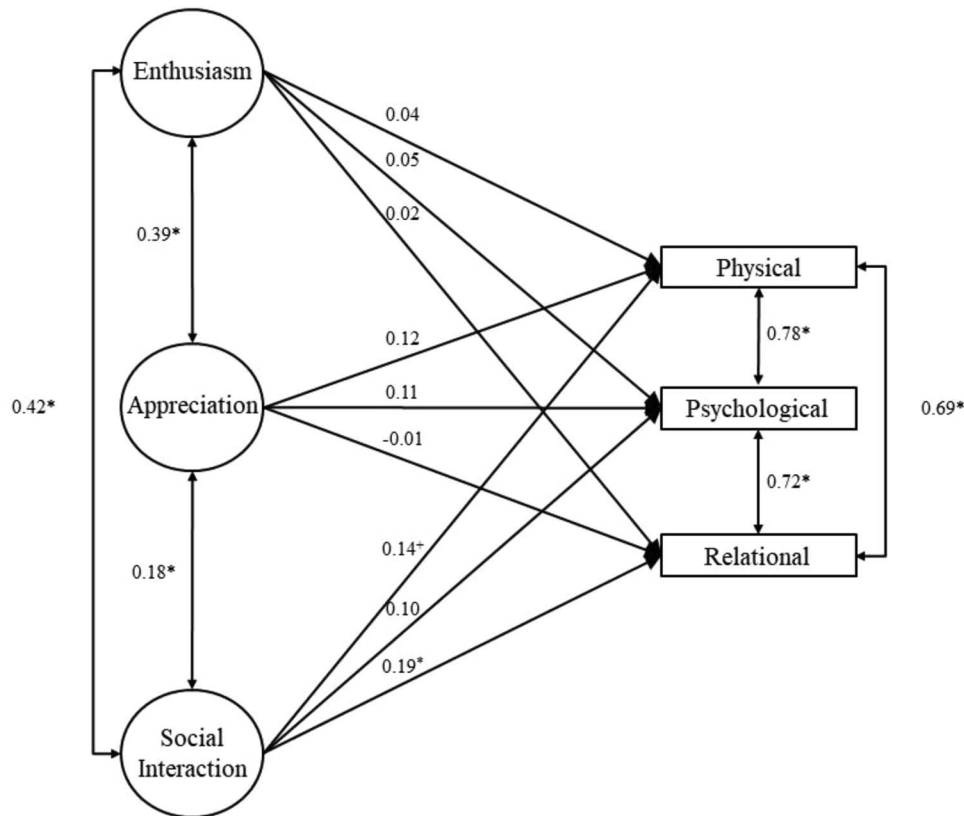 Enthusiasm
0.04
0.05
0.02
0.39*
Physical
0.12
0.78*
Appreciation
0.11
Psychological
0.42*
0.69*
-0.01
0.72*
0.14⁺
Relational
0.18*
0.10
0.19*
Social
Interaction